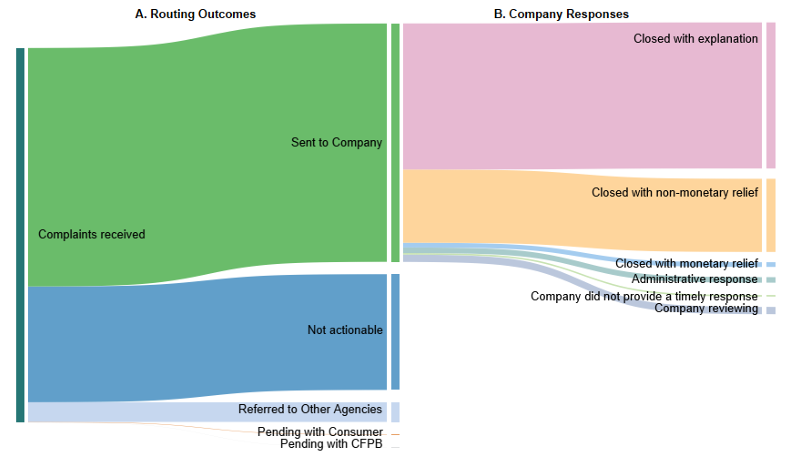 A. Routing Outcomes
B. Company Responses
Closed with explanation
Sent to Company
Closed with non-monetary relief
Complaints received
Closed with monetary relief
Administrative response
Company did not provide a timely response
Company reviewing
Not actionable
Referred to Other Agencies
Pending with Consumer
Pending with CFPB